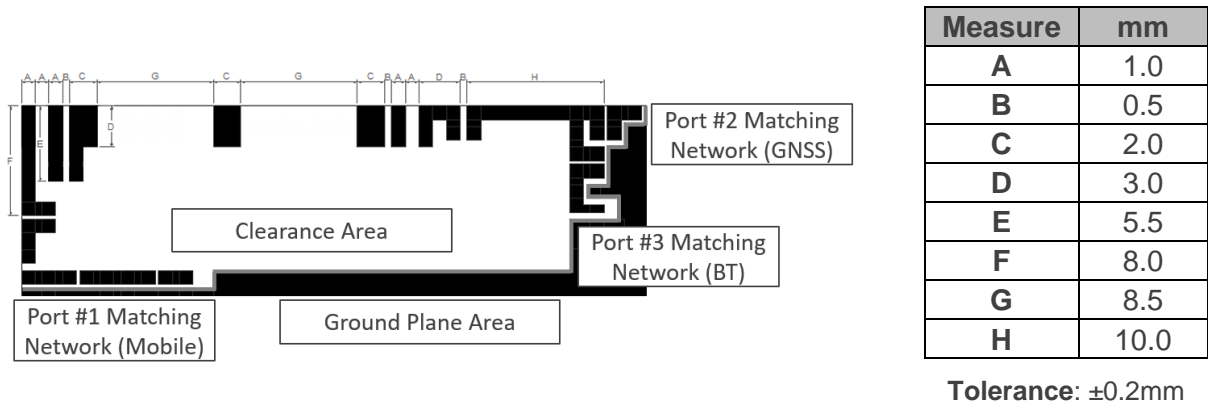 A A A B C G C G C B A A D B H
D
E
F
Port #2 Matching
Network (GNSS)
Clearance Area
Port #3 Matching
Network (BT)
Port #1 Matching
Network (Mobile)
Ground Plane Area
Measure mm
A 1.0
B 0.5
C 2.0
D 3.0
E 5.5
F 8.0
G 8.5
H 10.0
Tolerance: ±0.2mm